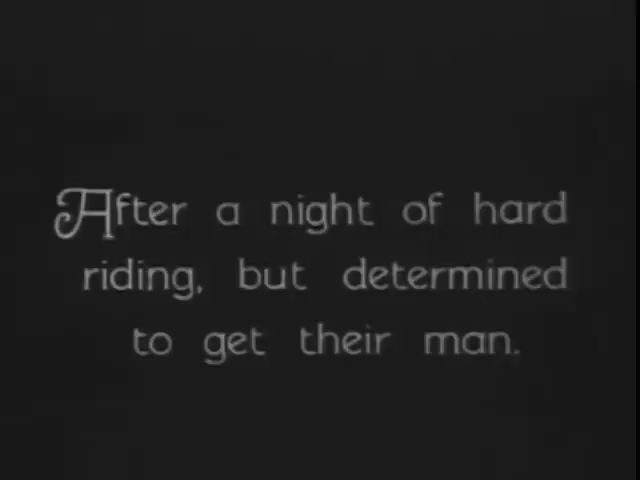 After a night of hard
riding, but determined
to get their man.